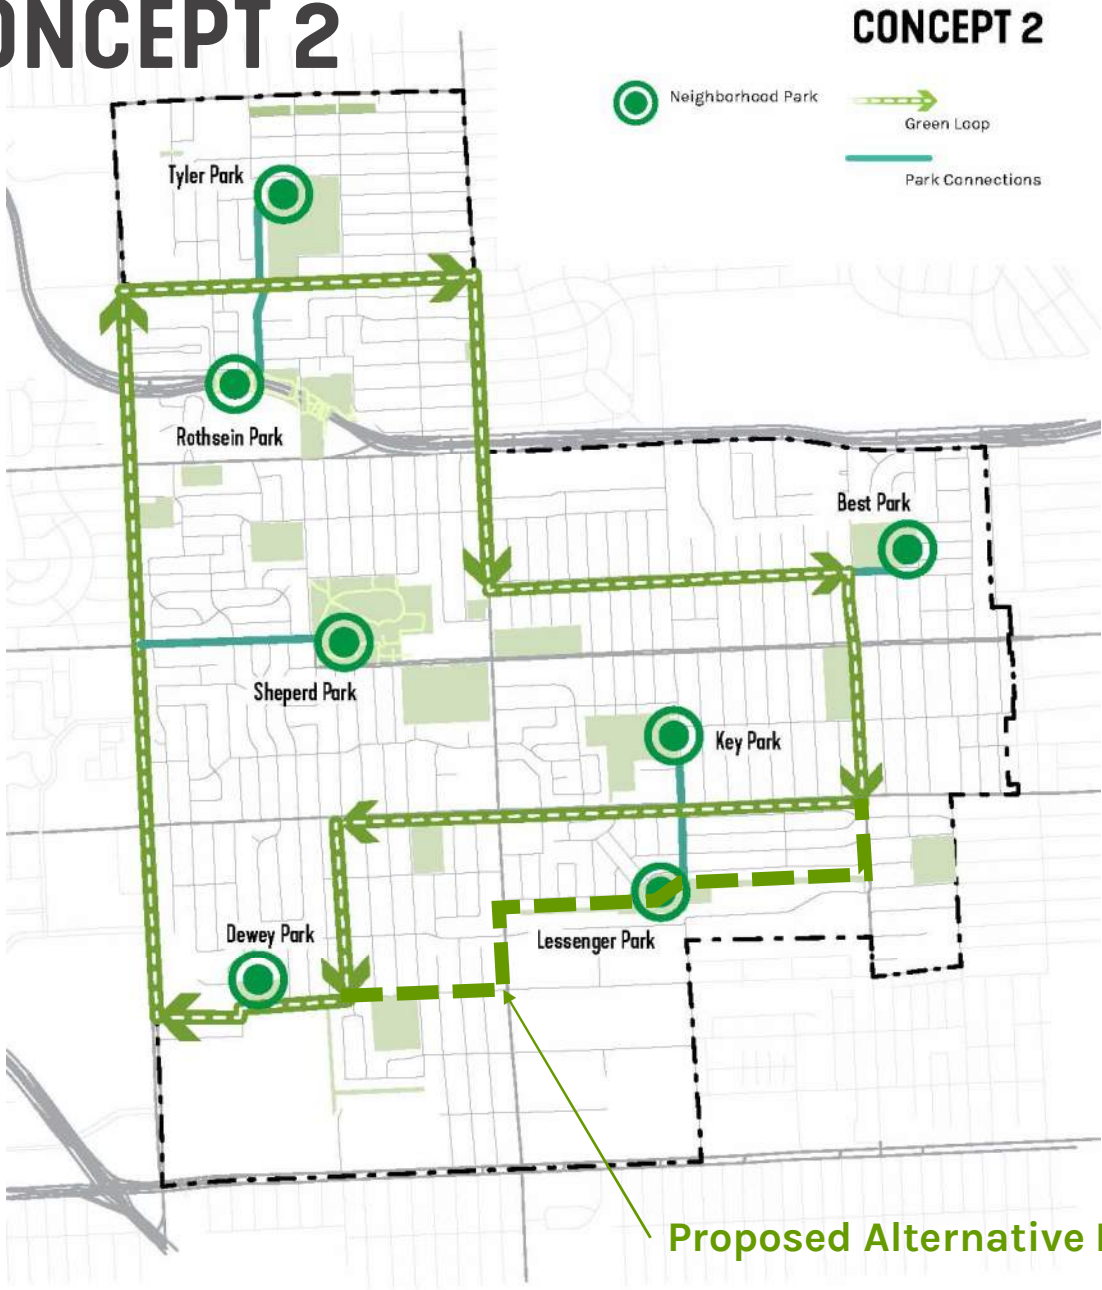 ONCEPT 2
CONCEPT 2
Neighborhood Park
Green Loop
Park Connections
Tyler Park
Rothsein Park
Best Park
Sheperd Park
Key Park
Dewey Park
Lessenger Park
Proposed Alternative